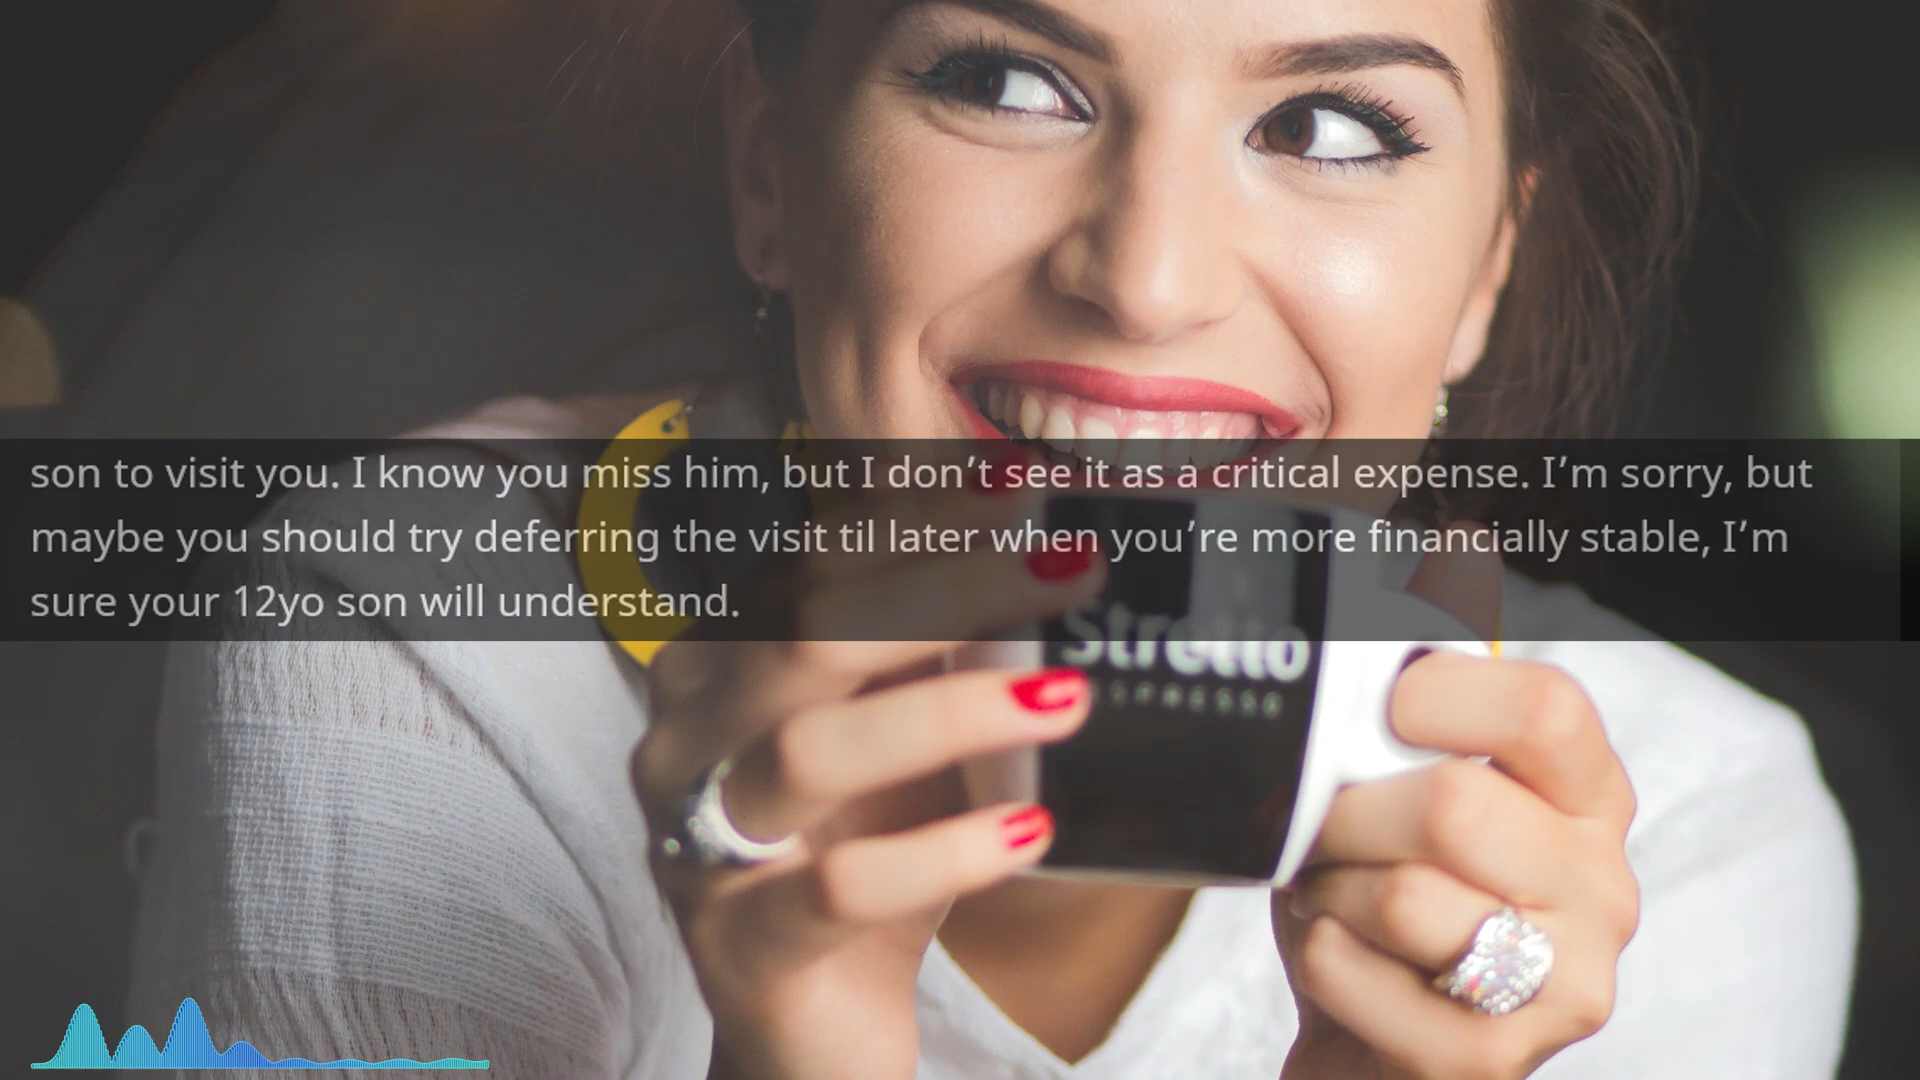 son to visit you. I know you miss him, but I don’t see it as a critical expense. I’m sorry, but
maybe you should try deferring the visit til later when you’re more financially stable, I’m
sure your 12yo son will understand.
Stretto
ESPRESSO